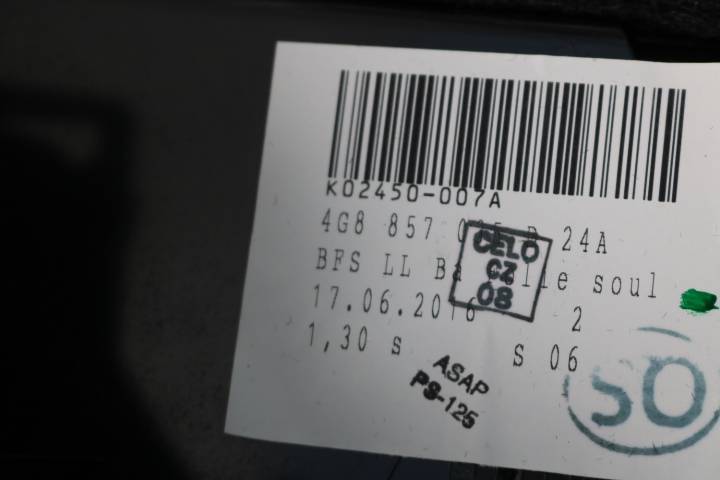 K02450-007A
4G8 857 24A
BFS LL soul
17.06.2016 2
1,30 s S 06
CELO
CZ
08
ASAP
PS-125
SO